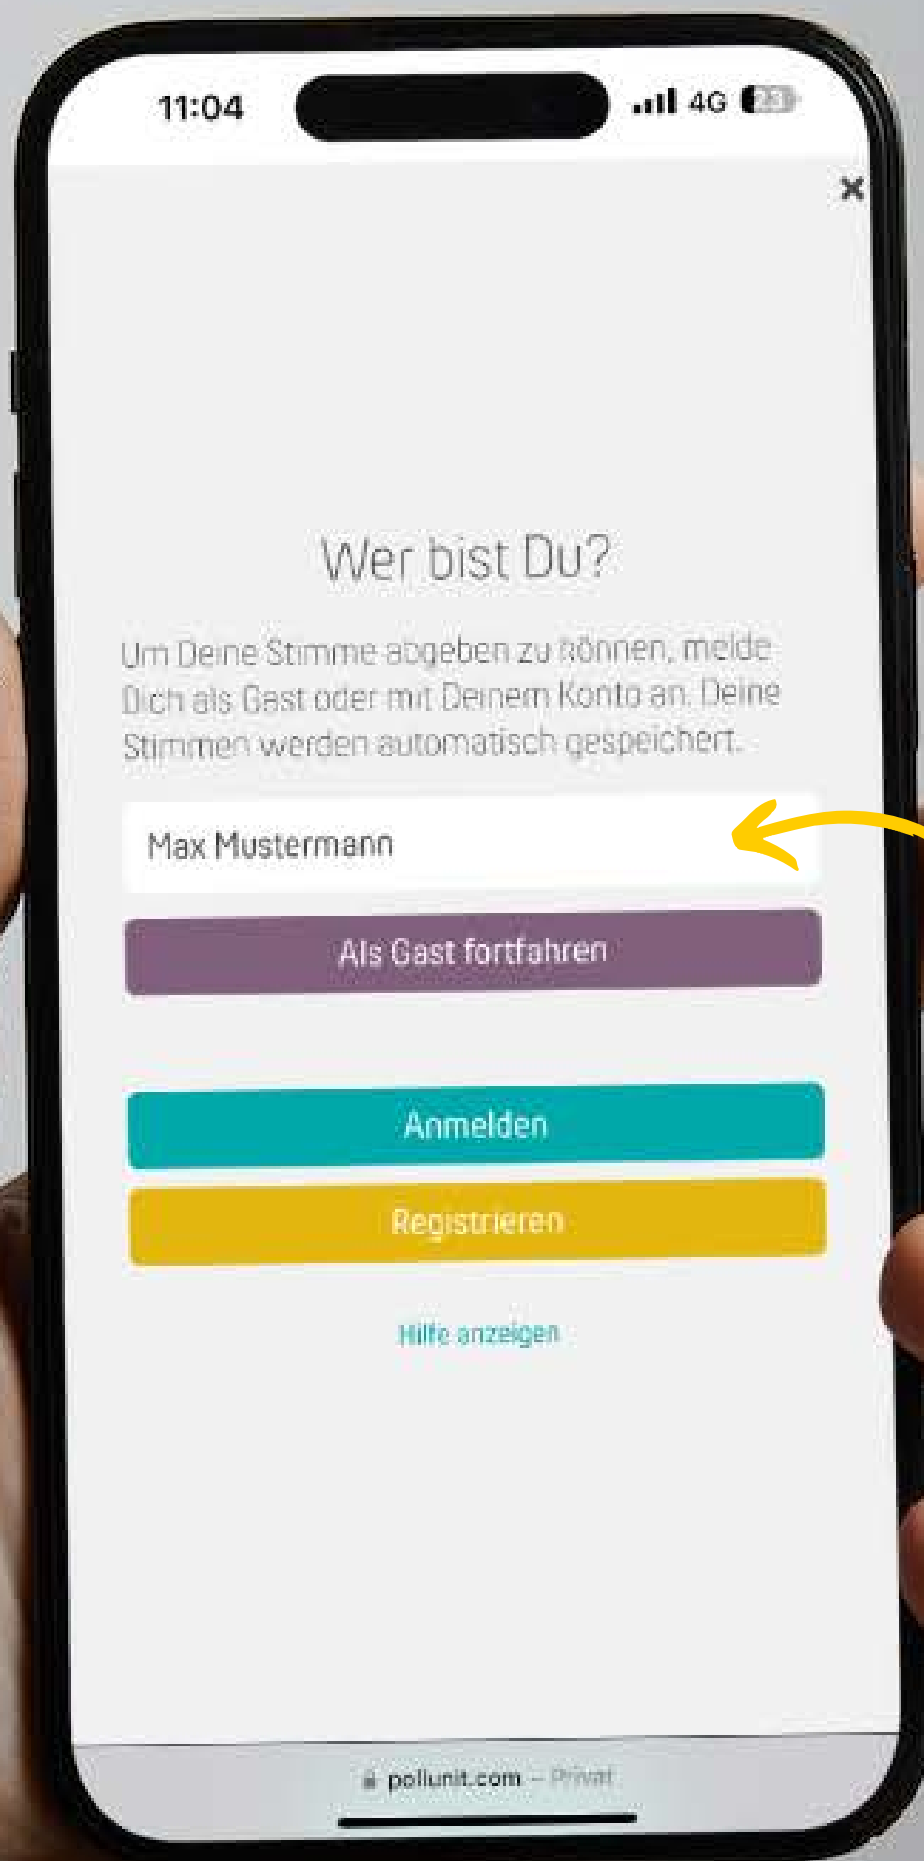 11:04
4G 23
Wer bist Du?
Um Deine Stimme abgeben zu können, melde
Dich als Gast oder mit Deinem Konto an. Deine
Stimmen werden automatisch gespeichert.
Max Mustermann
Als Gast fortfahren
Anmelden
Registrieren
Hilfe anzeigen
pollunit.com – Privat